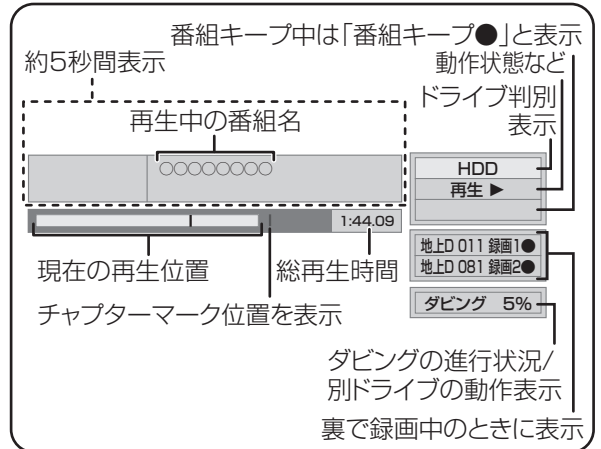 番組キープ中は「番組キープ●」と表示
約5秒間表示
動作状態など
ドライブ判別
表示
再生中の番組名
○○○○○○○○
HDD
再生 ▶
1:44.09
地上D 011 録画1●
地上D 081 録画2●
現在の再生位置
総再生時間
チャプターマーク位置を表示
ダビング 5%
ダビングの進行状況/
別ドライブの動作表示
裏で録画中のときに表示